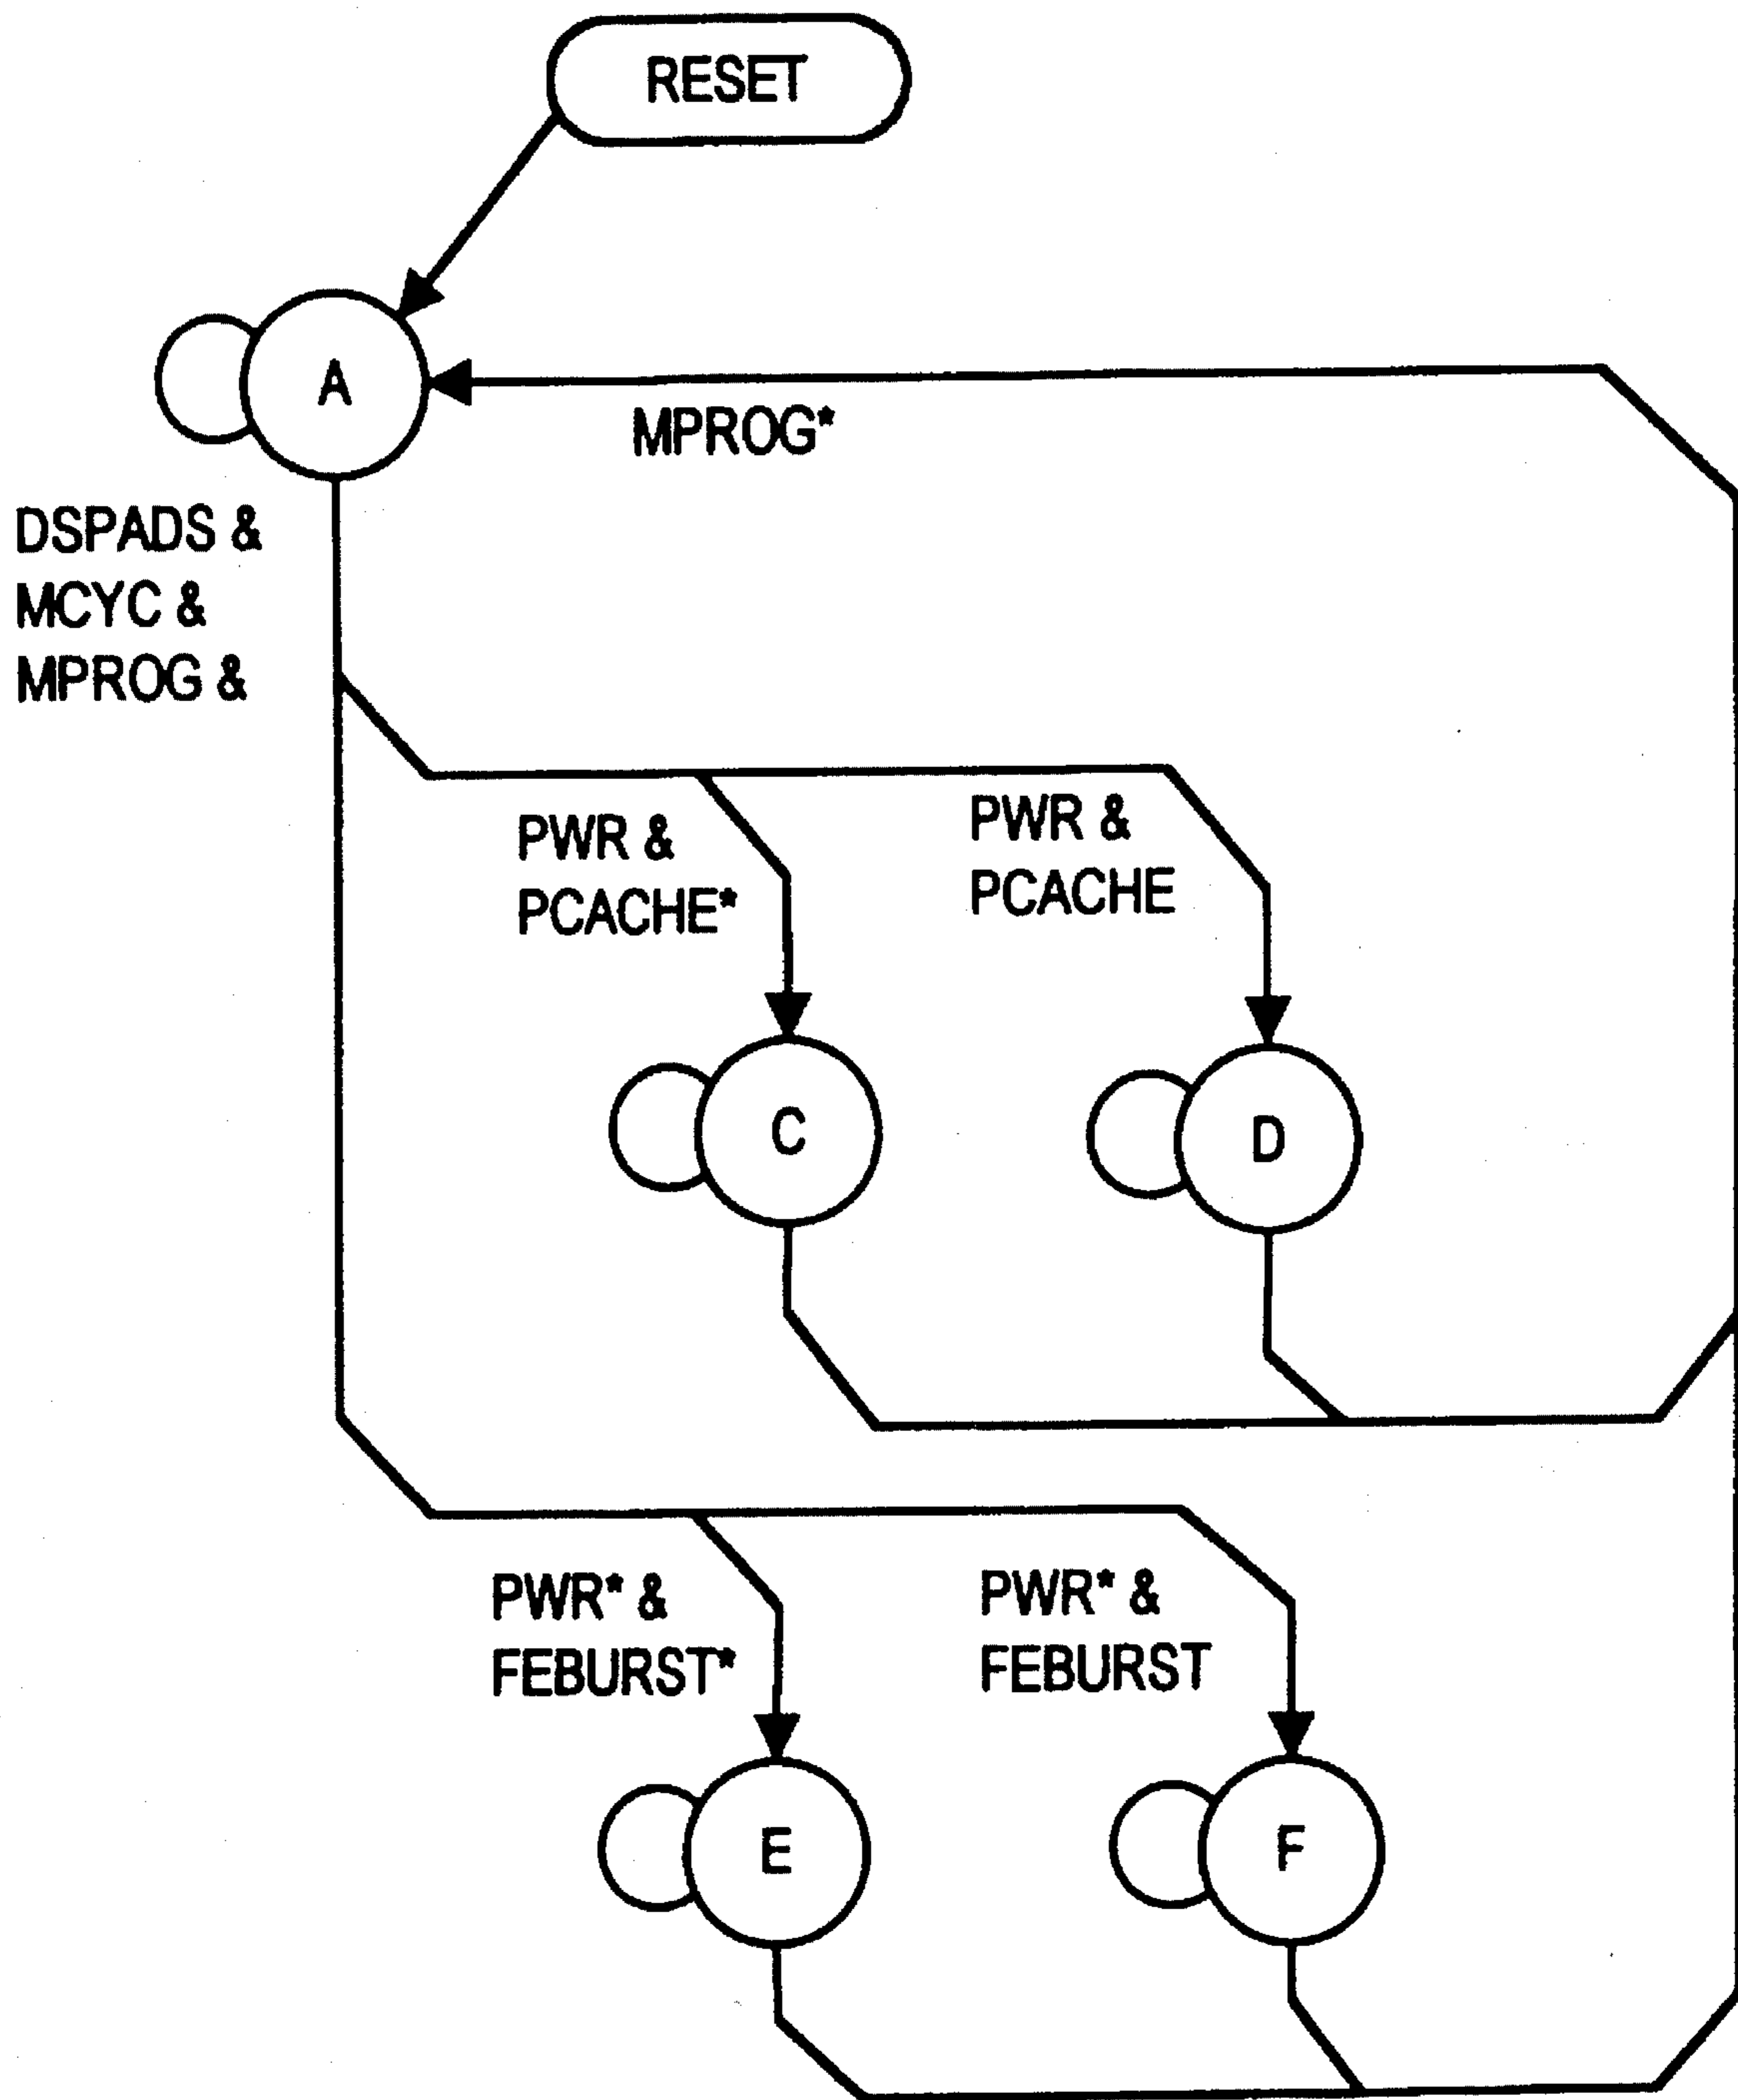 RESET
A
MPROG*
DSPADS &
MCYC &
MPROG &
PWR &
PCACHE*
PWR &
PCACHE
C
D
PWR* &
FEBURST*
PWR* &
FEBURST
E
F